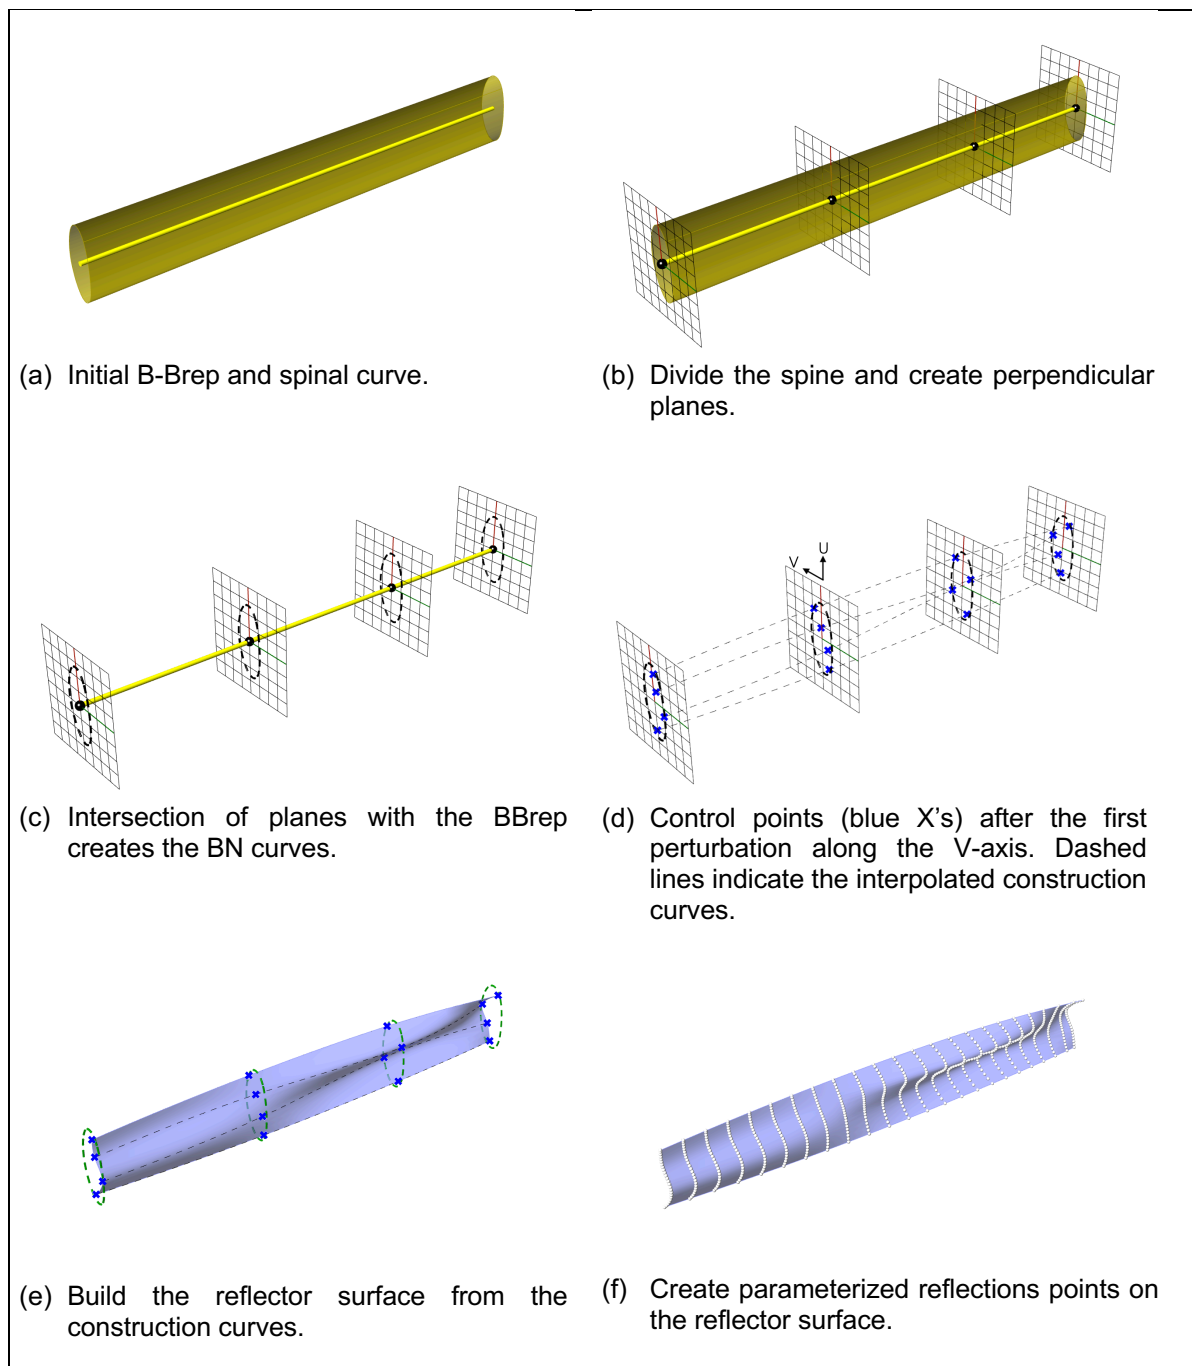 (a) Initial B-Brep and spinal curve.
(b) Divide the spine and create perpendicular
planes.
(c) Intersection of planes with the BBrep
creates the BN curves.
V
U
(d) Control points (blue X's) after the first
perturbation along the V-axis. Dashed
lines indicate the interpolated construction
curves.
(e) Build the reflector surface from the
construction curves.
(f) Create parameterized reflections points on
the reflector surface.